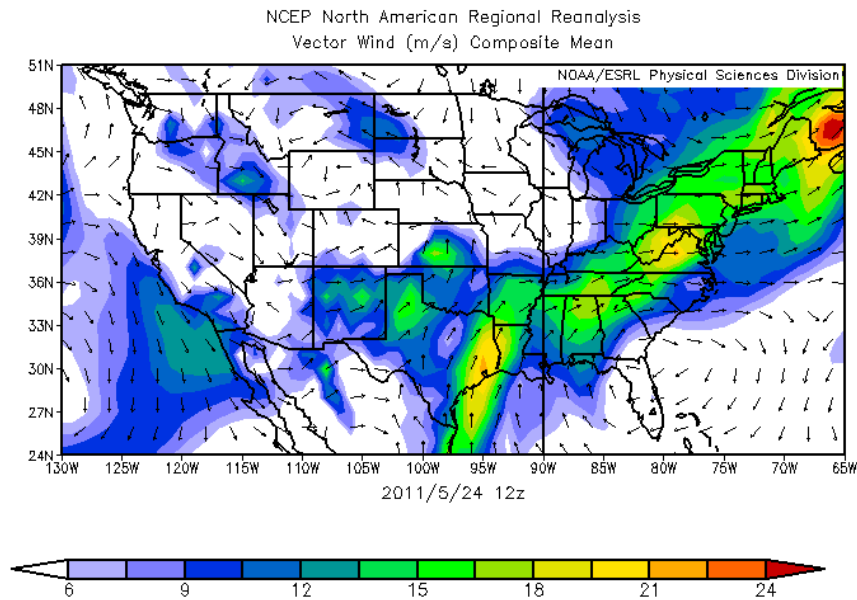 NCEP North American Regional Reanalysis
Vector Wind (m/s) Composite Mean
NOAA/ESRL Physical Sciences Division
51N
48N
45N
42N
39N
36N
33N
30N
27N
24N
130W 125W 120W 115W 110W 105W 100W 95W 90W 85W 80W 75W 70W 65W
2011/5/24 12z
6 9 12 15 18 21 24